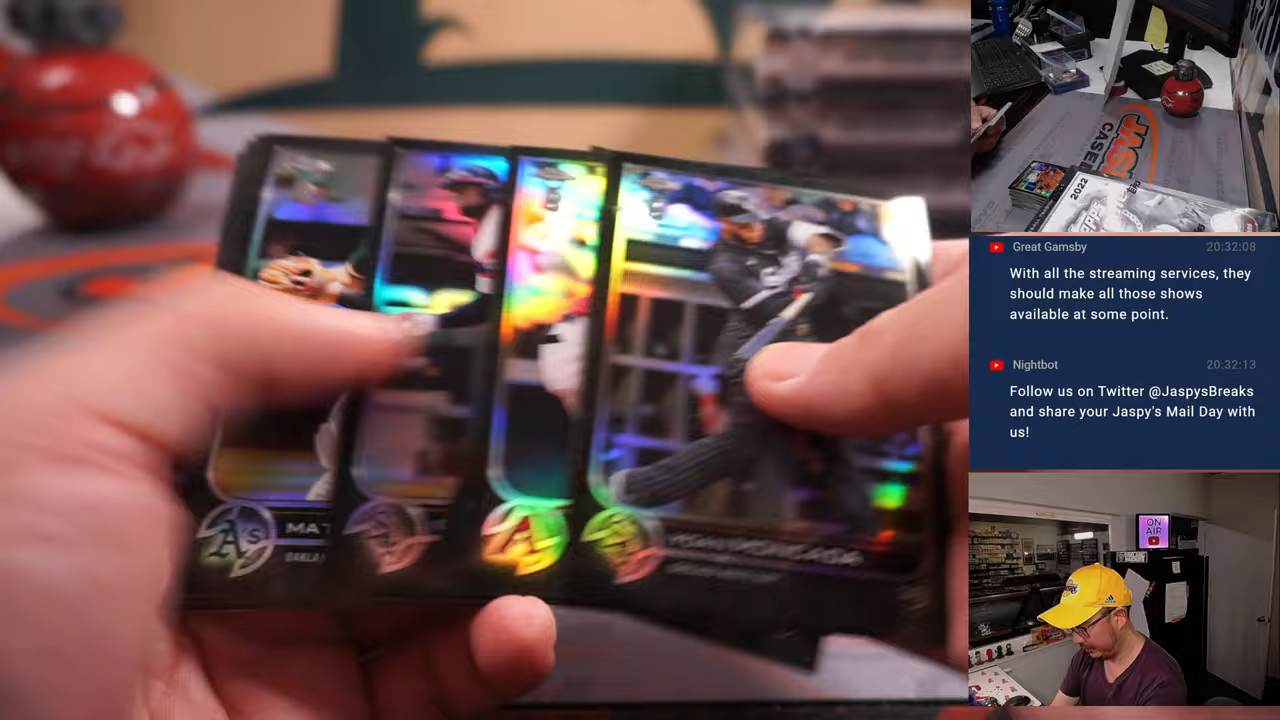 Great Gamsby 20:32:08
With all the streaming services, they
should make all those shows
available at some point.
Nightbot 20:32:13
Follow us on Twitter @JaspysBreaks
and share your Jaspy's Mail Day with
us!
ON
AIR
2022
A's
MAT
A